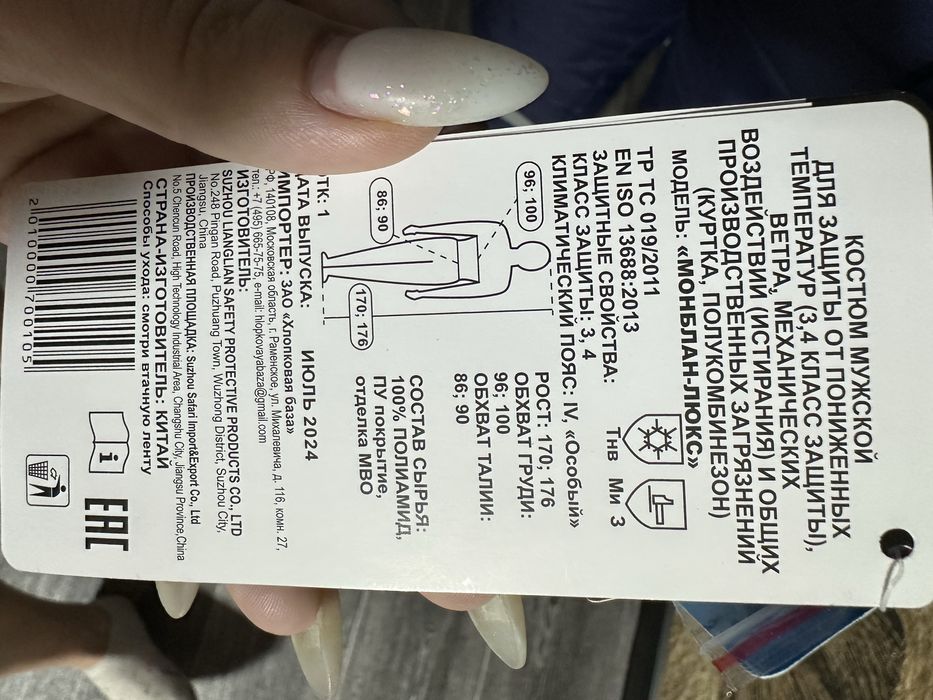 КОСТЮМ МУЖСКОЙ
ДЛЯ ЗАЩИТЫ ОТ ПОНИЖЕННЫХ
ТЕМПЕРАТУР (3,4 КЛАСС ЗАЩИТЫ),
ВЕТРА, МЕХАНИЧЕСКИХ
ВОЗДЕЙСТВИЙ (ИСТИРАНИЯ) И ОБЩИХ
ПРОИЗВОДСТВЕННЫХ ЗАГРЯЗНЕНИЙ
(КУРТКА, ПОЛУКОМБИНЕЗОН)
МОДЕЛЬ: «МОНБЛАН-ЛЮКС»
ТР ТС 019/2011
EN ISO 13688:2013
ЗАЩИТНЫЕ СВОЙСТВА:
Тнв Ми З
КЛАСС ЗАЩИТЫ: 3, 4
КЛИМАТИЧЕСКИЙ ПОЯС: IV, «Особый»
96; 100
86; 90
170; 176
РОСТ: 170; 176
ОБХВАТ ГРУДИ:
96; 100
ОБХВАТ ТАЛИИ:
86; 90
СОСТАВ СЫРЬЯ:
100% ПОЛИАМИД,
ПУ покрытие,
отделка МВО
ОТК: 1
ДАТА ВЫПУСКА: ИЮЛЬ 2024
ИМПОРТЕР: ЗАО «Хлопковая база»
РФ, 140108, Московская область, г. Раменское, ул. Михалевича, д. 116, комн. 27,
тел.: +7 (495) 665-75-75, e-mail: hlopkovayabaza@gmail.com
ИЗГОТОВИТЕЛЬ:
SUZHOU LANGLIAN SAFETY PROTECTIVE PRODUCTS CO., LTD
No.248 Pingan Road, Puzhuang Town, Wuzhong District, Suzhou City,
Jiangsu, China
ПРОИЗВОДСТВЕННАЯ ПЛОЩАДКА: Suzhou Safari Import&Export Co., Ltd
No.5 Chencun Road, High Technology Industrial Area, Changshu City, Jiangsu Province,China
СТРАНА-ИЗГОТОВИТЕЛЬ: КИТАЙ
Способы ухода: смотри втачную ленту
2010000700105
i
EAC